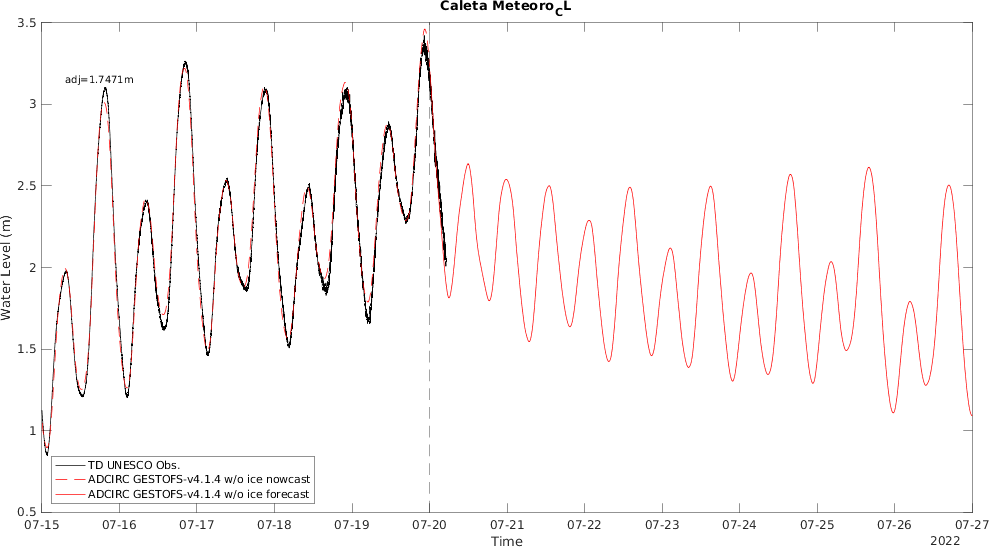 Caleta Meteoro_CL
3.5
adj=1.7471m
3
2.5
2
1.5
1
0.5
Water Level (m)
TD UNESCO Obs.
ADCIRC GESTOFS-v4.1.4 w/o ice nowcast
ADCIRC GESTOFS-v4.1.4 w/o ice forecast
07-15 07-16 07-17 07-18 07-19 07-20 07-21 07-22 07-23 07-24 07-25 07-26 07-27
Time
2022